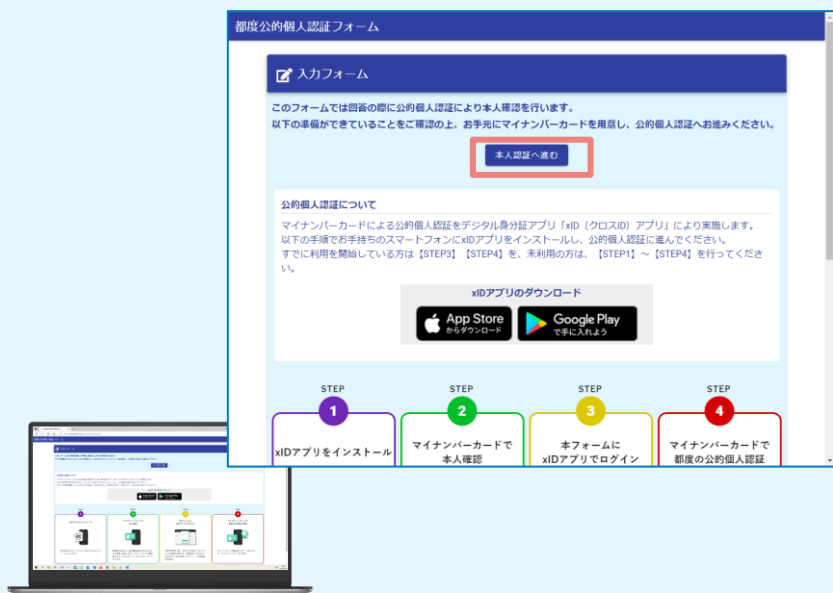 都度公的個人認証フォーム
入力フォーム
このフォームでは回答の際に公的個人認証により本人確認を行います。
以下の準備ができていることをご確認の上、お手元にマイナンバーカードを用意し、公的個人認証へお進みください。
本人認証へ進む
公的個人認証について
マイナンバーカードによる公的個人認証をデジタル身分証アプリ「xID（クロスID）アプリ」により実施します。
以下の手順でお手持ちのスマートフォンにxIDアプリをインストールし、公的個人認証に進んでください。
すでに利用を開始している方は【STEP3】【STEP4】を、未利用の方は、【STEP1】～【STEP4】を行ってくださ
い。
xIDアプリのダウンロード
App Store
からダウンロード
Google Play
で手に入れよう
STEP
1
xIDアプリをインストール
STEP
2
マイナンバーカードで
本人確認
STEP
3
本フォームに
xIDアプリでログイン
STEP
4
マイナンバーカードで
都度の公的個人認証